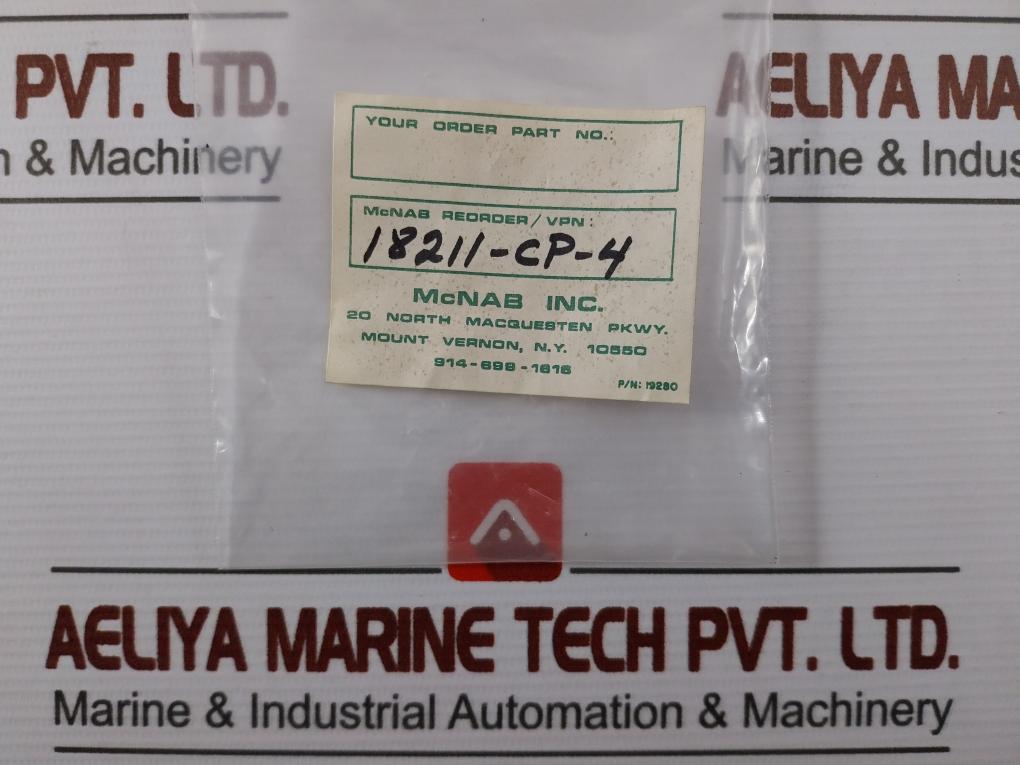 PVT. LTD.
n & Machinery
AELIYA MA
Marine & Indus
YOUR ORDER PART NO.:
McNAB REORDER/VPN:
18211-CP-4
McNAB INC.
20 NORTH MACQUESTEN PKWY.
MOUNT VERNON, N.Y. 10550
914-699-1616
P/N: 19280
AELIYA MARINE TECH PVT. LTD.
Marine & Industrial Automation & Machinery